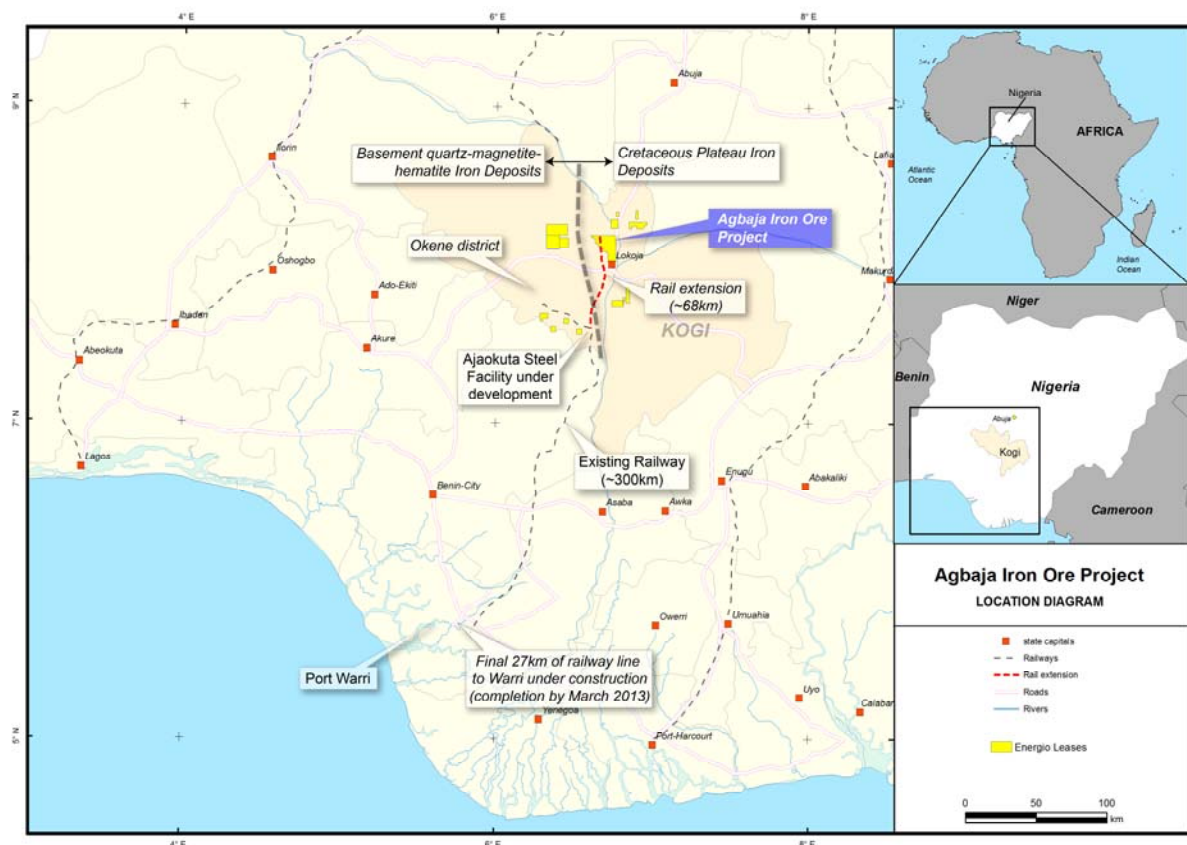 4° E
6° E
8° E
9° N
7° N
5° N
Abuja
Ilorin
Basement quartz-magnetite-
hematite Iron Deposits
Cretaceous Plateau Iron
Deposits
Lafia
Agbaja Iron Ore
Project
Okene district
Lokoja
Oshogbo
Makurdi
Rail extension
(~68km)
Ado-Ekiti
KOGI
Ibadan
Akure
Abeokuta
Ajaokuta Steel
Facility under
development
Existing Railway
(~300km)
Lagos
Benin-City
Enugu
Abakaliki
Asaba
Awka
Owerri
Umuahia
Port Warri
Final 27km of railway line
to Warri under construction
(completion by March 2013)
Yenegoa
Uyo
Calabar
Port-Harcourt
4° E
6° E
8° E
Nigeria
AFRICA
Atlantic
Ocean
Indian
Ocean
Niger
Benin
Nigeria
Abuja
Kogi
Cameroon
Agbaja Iron Ore Project
LOCATION DIAGRAM
state capitals
Railways
Rail extension
Roads
Rivers
Energio Leases
0 50 100
km